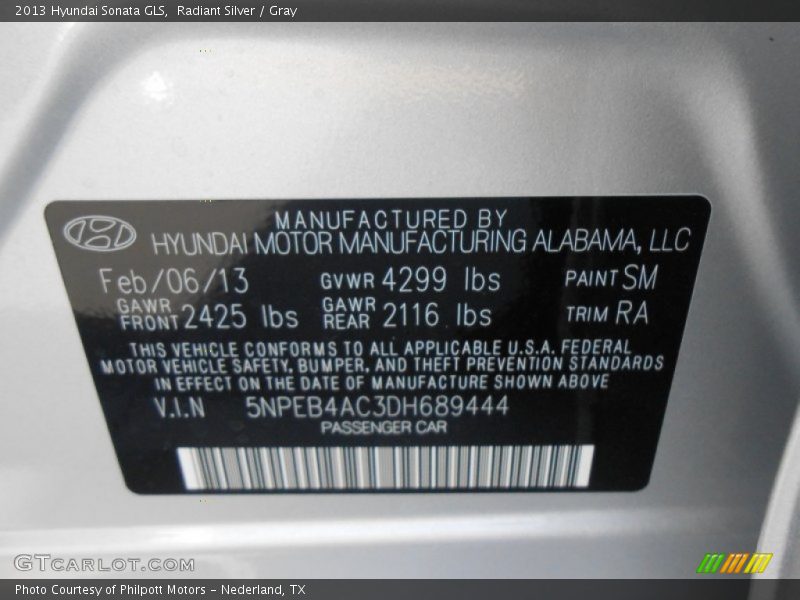 2013 Hyundai Sonata GLS, Radiant Silver / Gray
MANUFACTURED BY
HYUNDAI MOTOR MANUFACTURING ALABAMA, LLC
Feb/06/13 GVWR 4299 lbs PAINT SM
GAWR FRONT 2425 lbs GAWR REAR 2116 lbs TRIM RA
THIS VEHICLE CONFORMS TO ALL APPLICABLE U.S.A. FEDERAL
MOTOR VEHICLE SAFETY, BUMPER, AND THEFT PREVENTION STANDARDS
IN EFFECT ON THE DATE OF MANUFACTURE SHOWN ABOVE
V.I.N 5NPEB4AC3DH689444
PASSENGER CAR
GTCARLOT.COM
Photo Courtesy of Philpott Motors - Nederland, TX